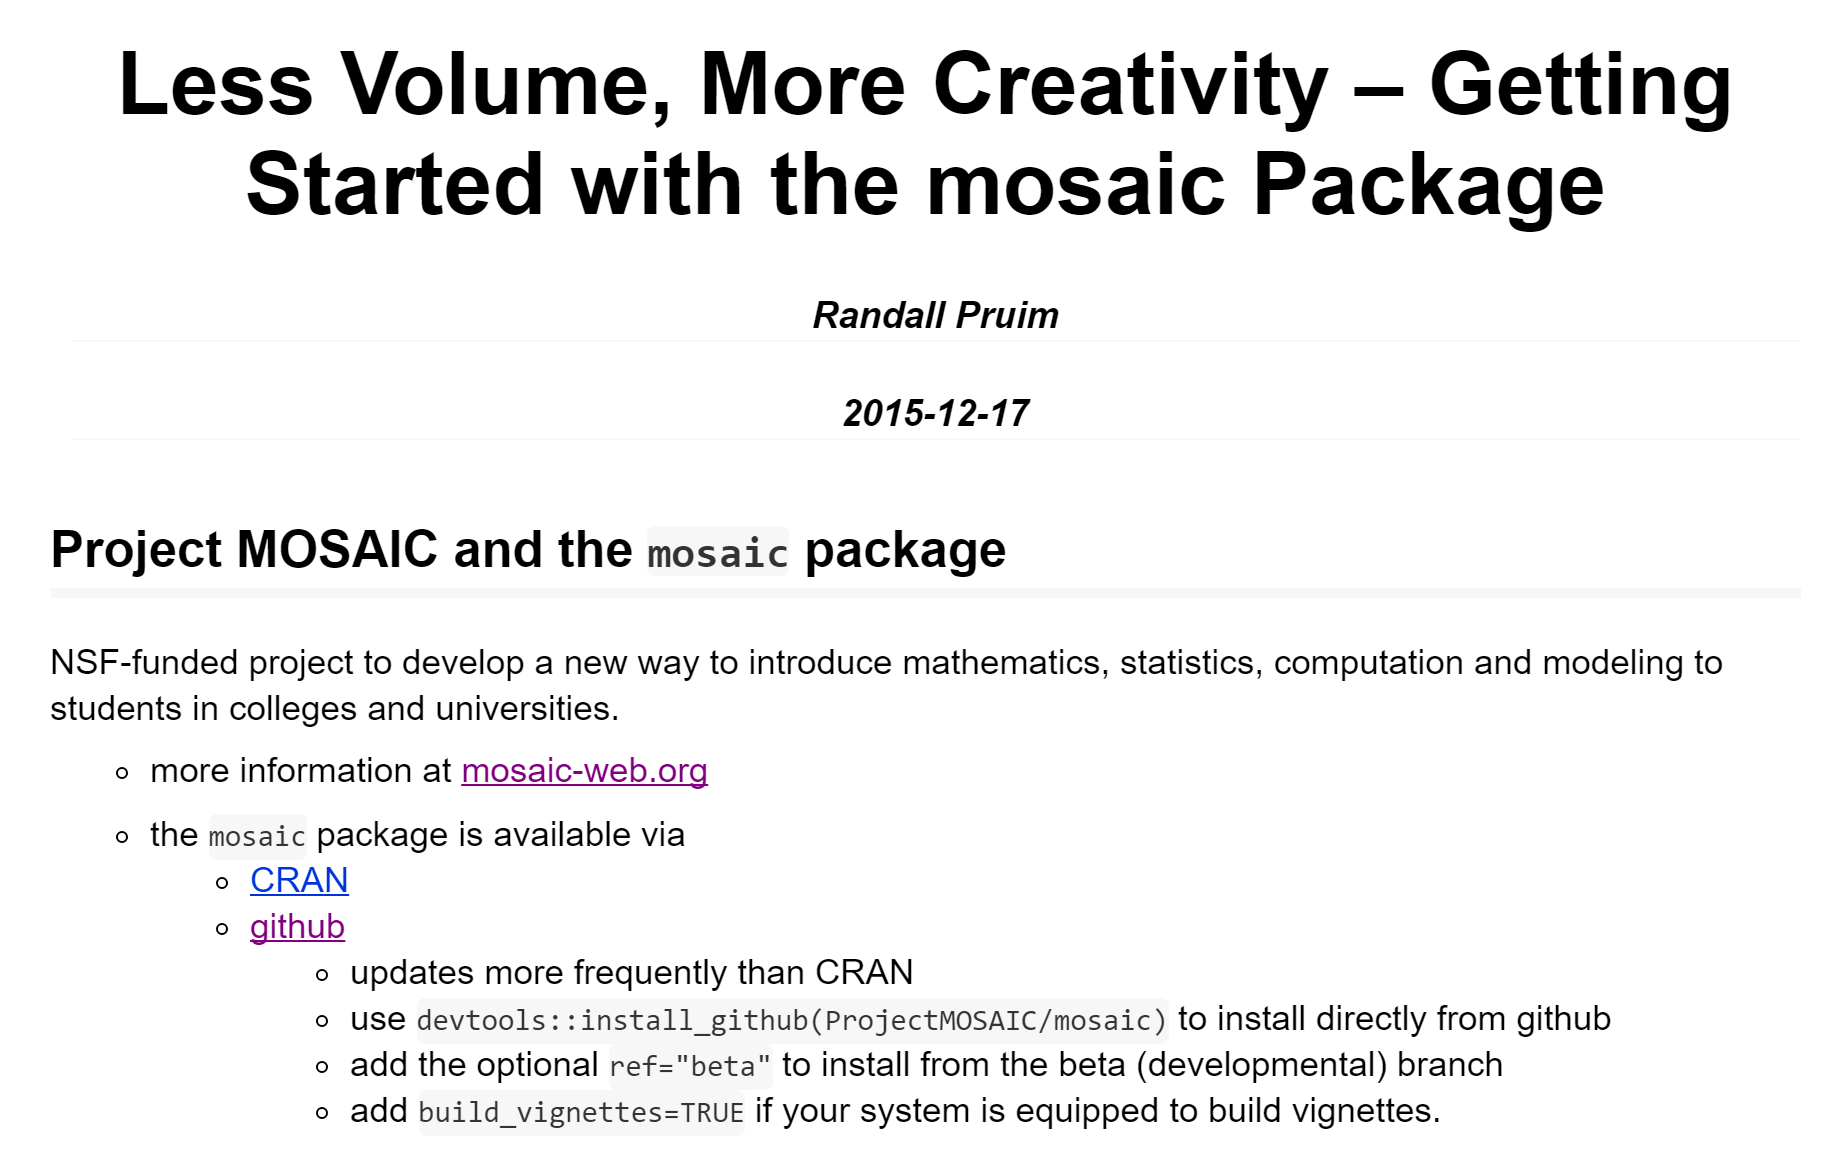 Less Volume, More Creativity – Getting
Started with the mosaic Package
Randall Pruim
2015-12-17
Project MOSAIC and the mosaic package
NSF-funded project to develop a new way to introduce mathematics, statistics, computation and modeling to
students in colleges and universities.
more information at mosaic-web.org
the mosaic package is available via
CRAN
github
updates more frequently than CRAN
use devtools::install_github(ProjectMOSAIC/mosaic) to install directly from github
add the optional ref="beta" to install from the beta (developmental) branch
add build_vignettes=TRUE if your system is equipped to build vignettes.